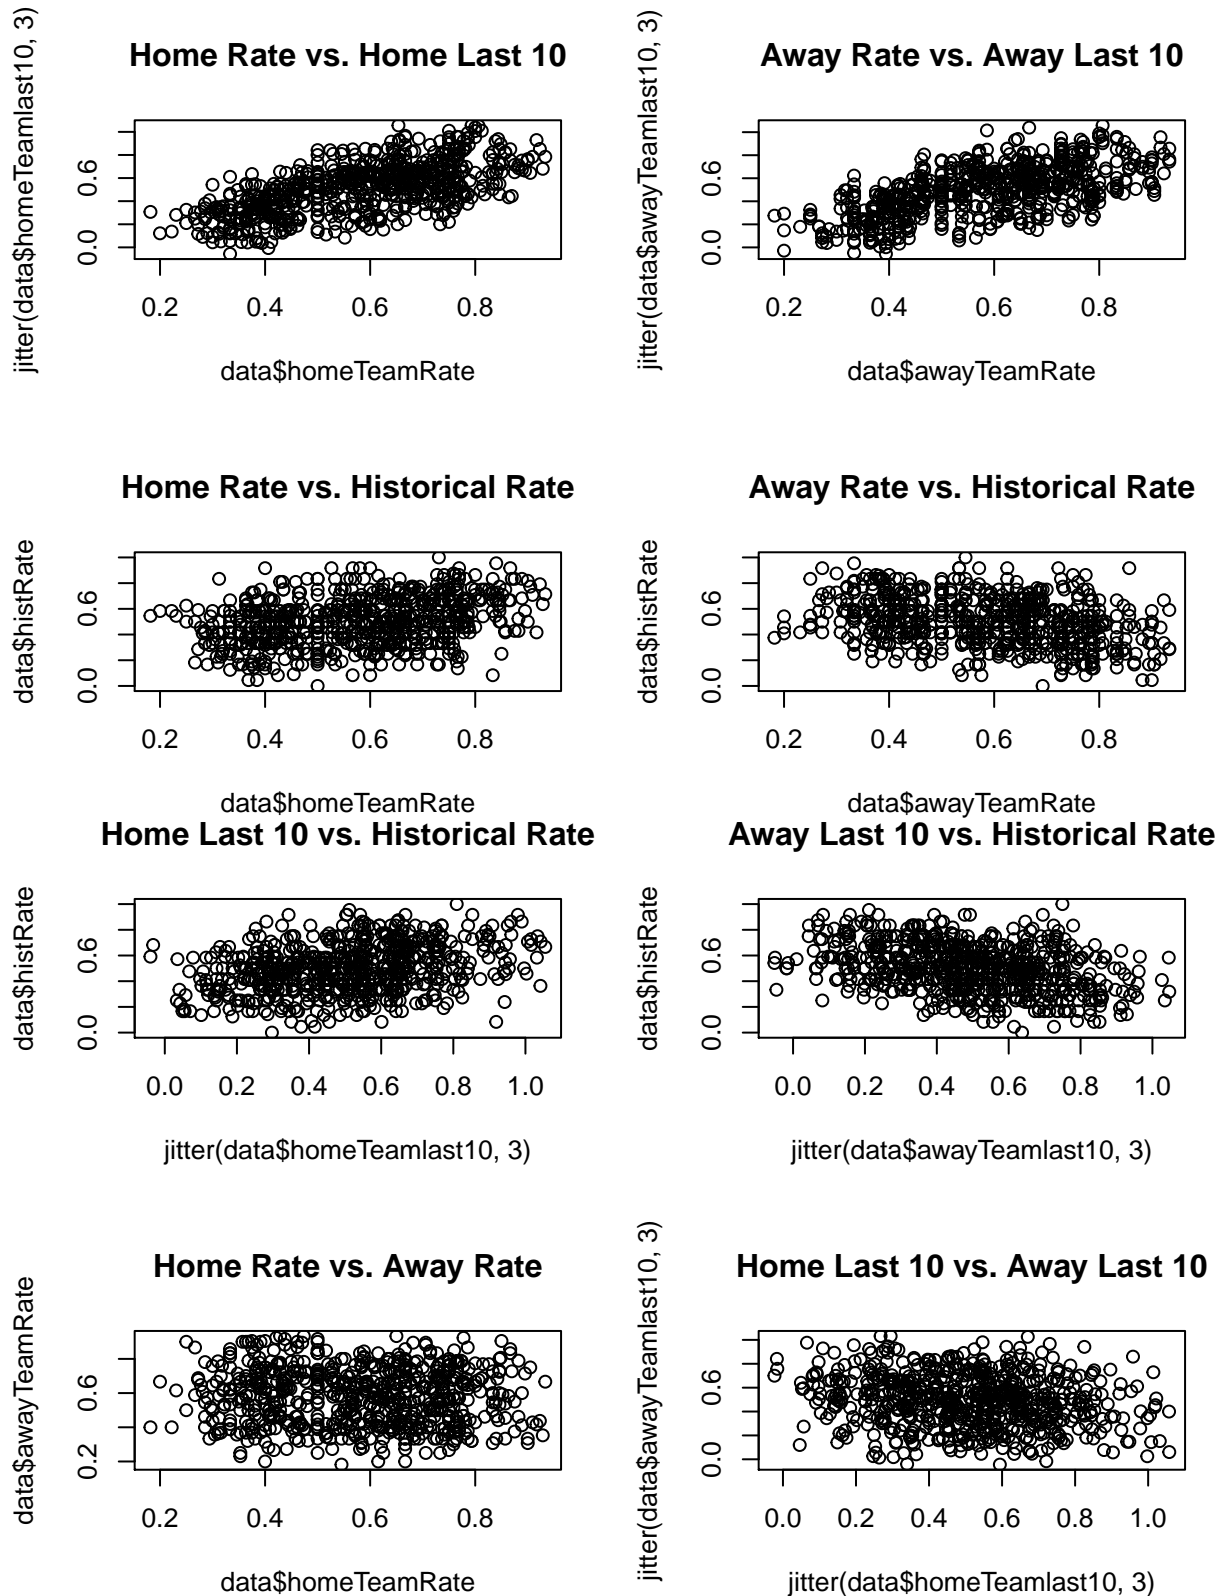 Home Rate vs. Home Last 10
jitter(data$homeTeamlast10, 3)
0.6
0.0
0.2 0.4 0.6 0.8
data$homeTeamRate
Away Rate vs. Away Last 10
jitter(data$awayTeamlast10, 3)
0.6
0.0
0.2 0.4 0.6 0.8
data$awayTeamRate
Home Rate vs. Historical Rate
data$histRate
0.6
0.0
0.2 0.4 0.6 0.8
data$homeTeamRate
Away Rate vs. Historical Rate
data$histRate
0.6
0.0
0.2 0.4 0.6 0.8
data$awayTeamRate
Home Last 10 vs. Historical Rate
data$histRate
0.6
0.0
0.0 0.2 0.4 0.6 0.8 1.0
jitter(data$homeTeamlast10, 3)
Away Last 10 vs. Historical Rate
data$histRate
0.6
0.0
0.0 0.2 0.4 0.6 0.8 1.0
jitter(data$awayTeamlast10, 3)
Home Rate vs. Away Rate
data$awayTeamRate
0.6
0.2
0.2 0.4 0.6 0.8
data$homeTeamRate
Home Last 10 vs. Away Last 10
jitter(data$awayTeamlast10, 3)
0.6
0.0
0.0 0.2 0.4 0.6 0.8 1.0
jitter(data$homeTeamlast10, 3)